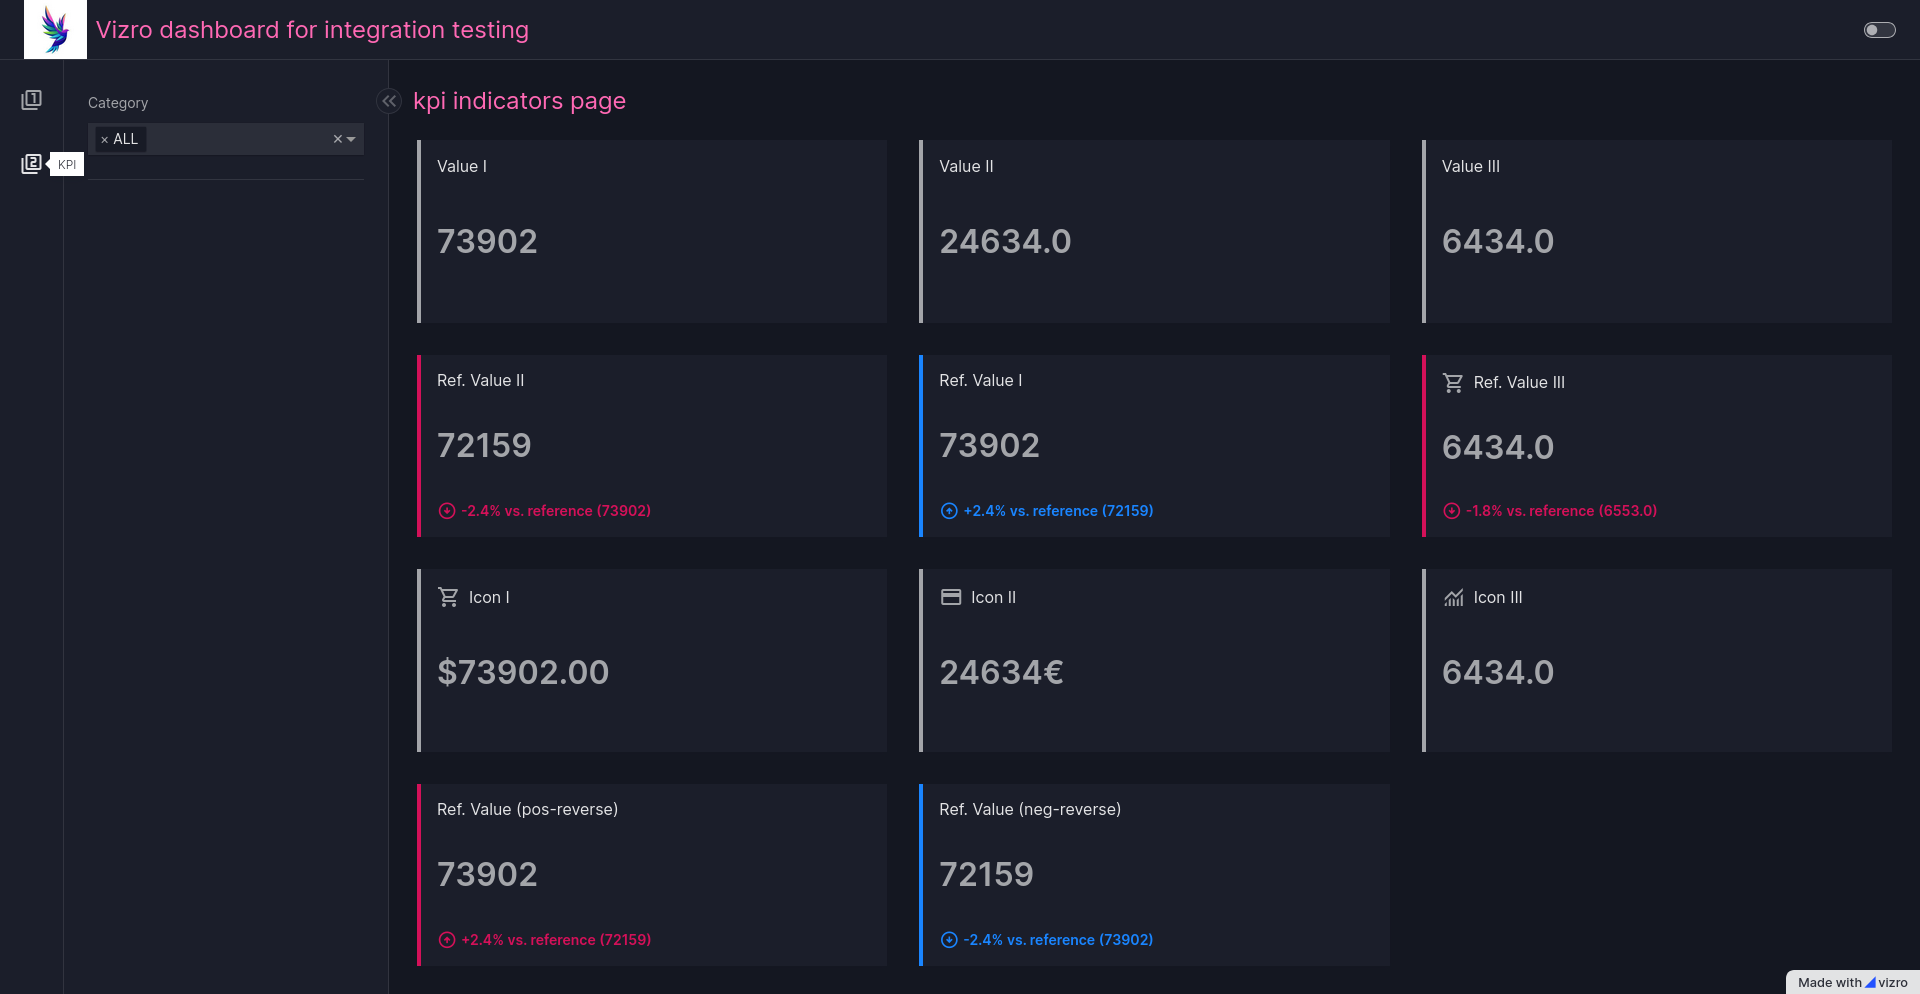 Vizro dashboard for integration testing
Category
× ALL
KPI
kpi indicators page
Value I
73902
Value II
24634.0
Value III
6434.0
Ref. Value II
72159
-2.4% vs. reference (73902)
Ref. Value I
73902
+2.4% vs. reference (72159)
Ref. Value III
6434.0
-1.8% vs. reference (6553.0)
Icon I
$73902.00
Icon II
24634€
Icon III
6434.0
Ref. Value (pos-reverse)
73902
+2.4% vs. reference (72159)
Ref. Value (neg-reverse)
72159
-2.4% vs. reference (73902)
Made with vizro